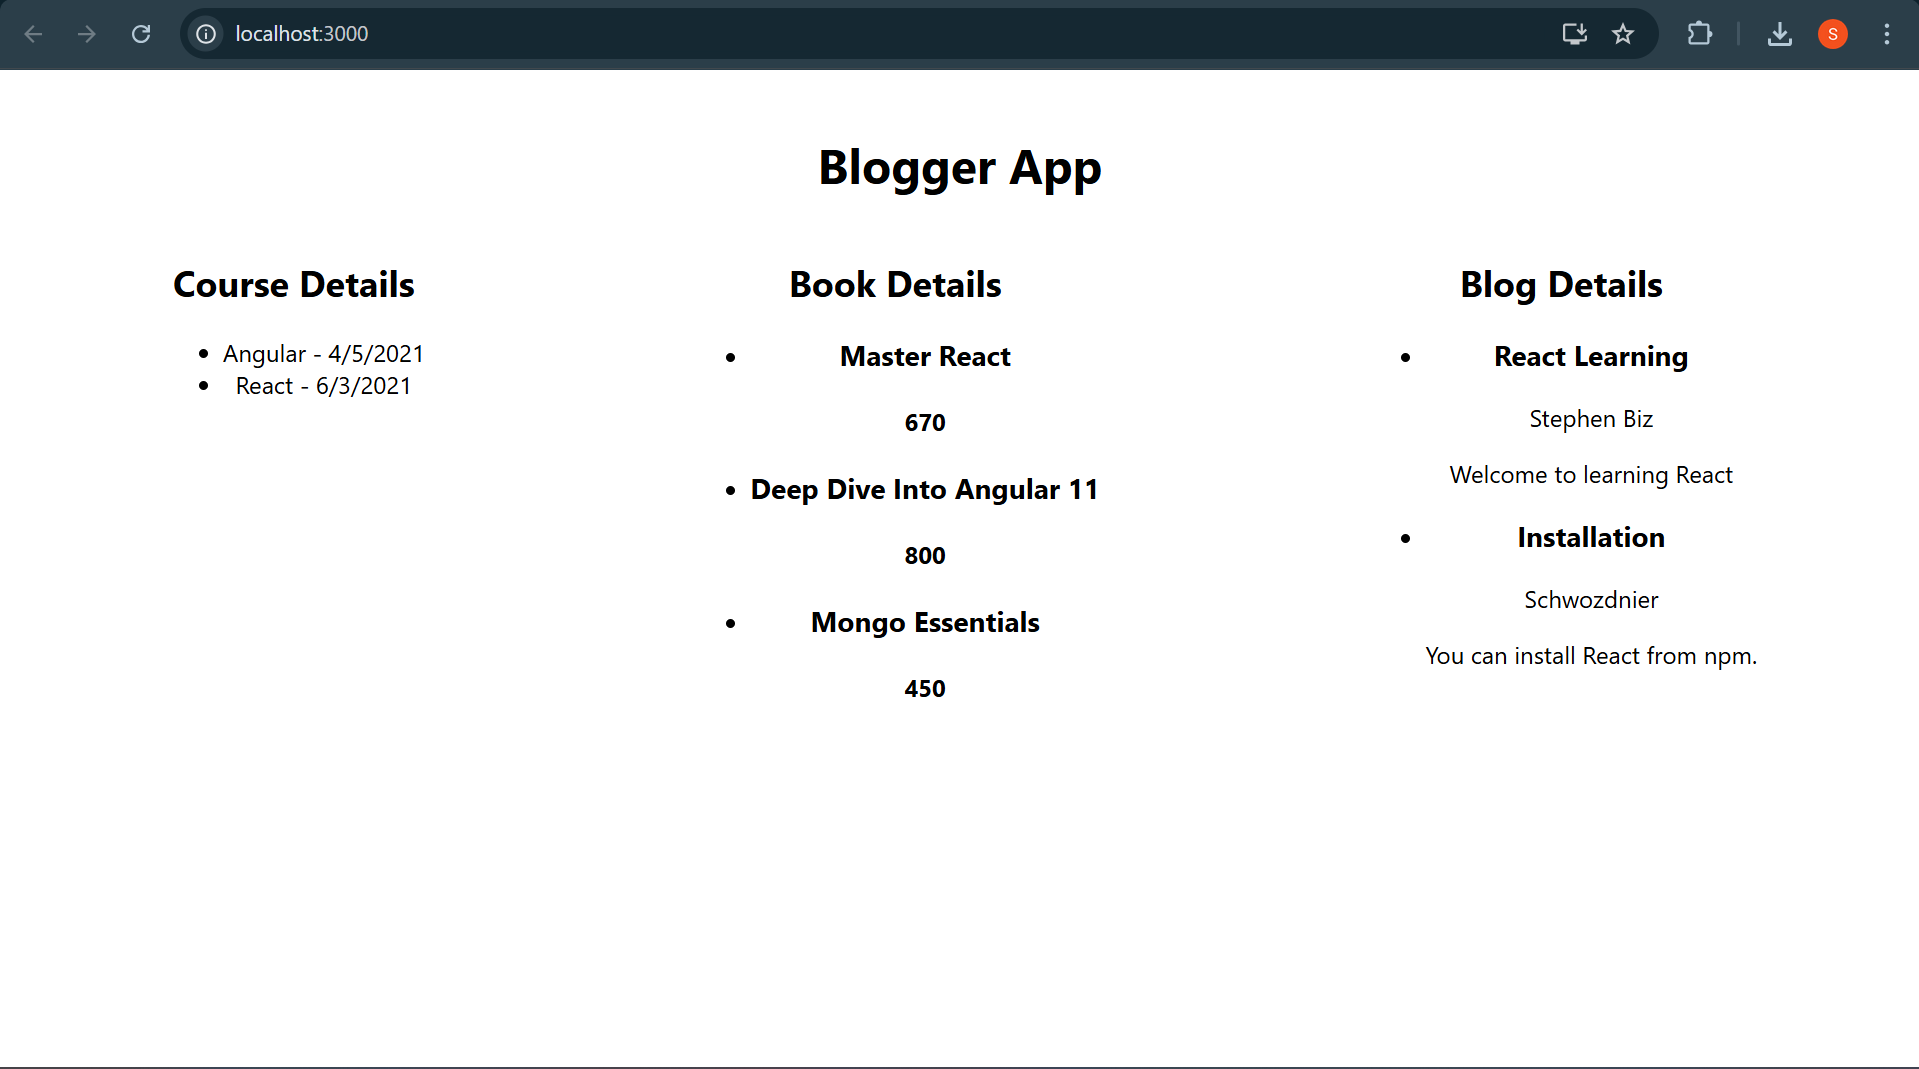 localhost:3000
S
Blogger App
Course Details
Angular - 4/5/2021
React - 6/3/2021
Book Details
Master React
670
Deep Dive Into Angular 11
800
Mongo Essentials
450
Blog Details
React Learning
Stephen Biz
Welcome to learning React
Installation
Schwozdnier
You can install React from npm.